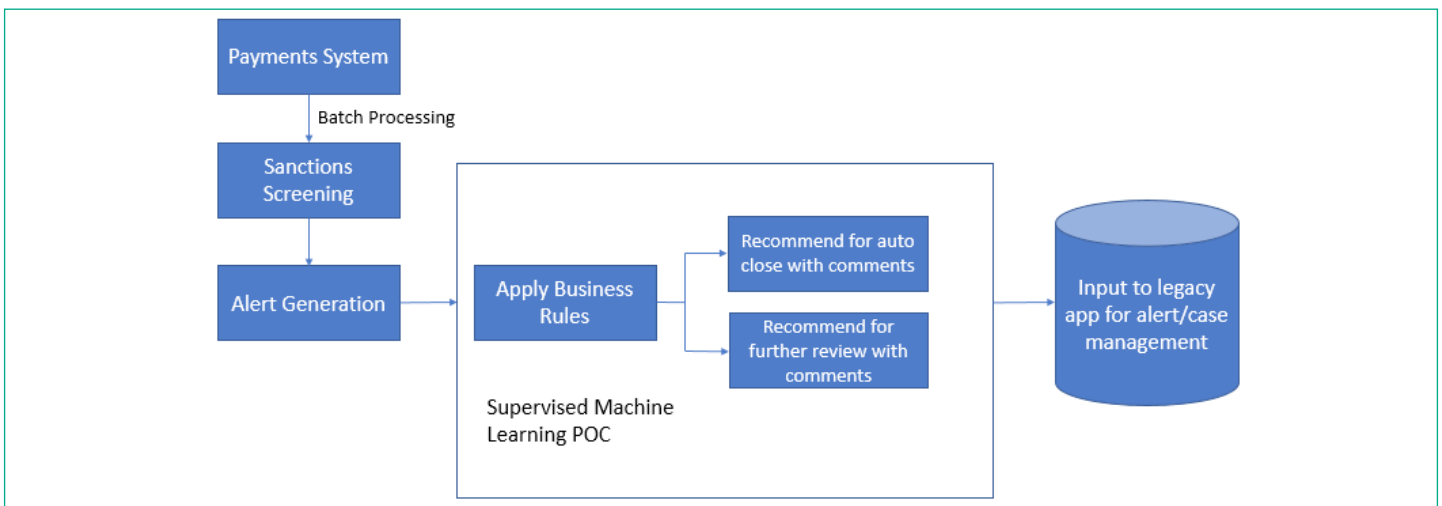 Payments System
Batch Processing
Sanctions
Screening
Alert Generation
Apply Business
Rules
Recommend for auto
close with comments
Recommend for
further review with
comments
Supervised Machine
Learning POC
Input to legacy
app for alert/case
management